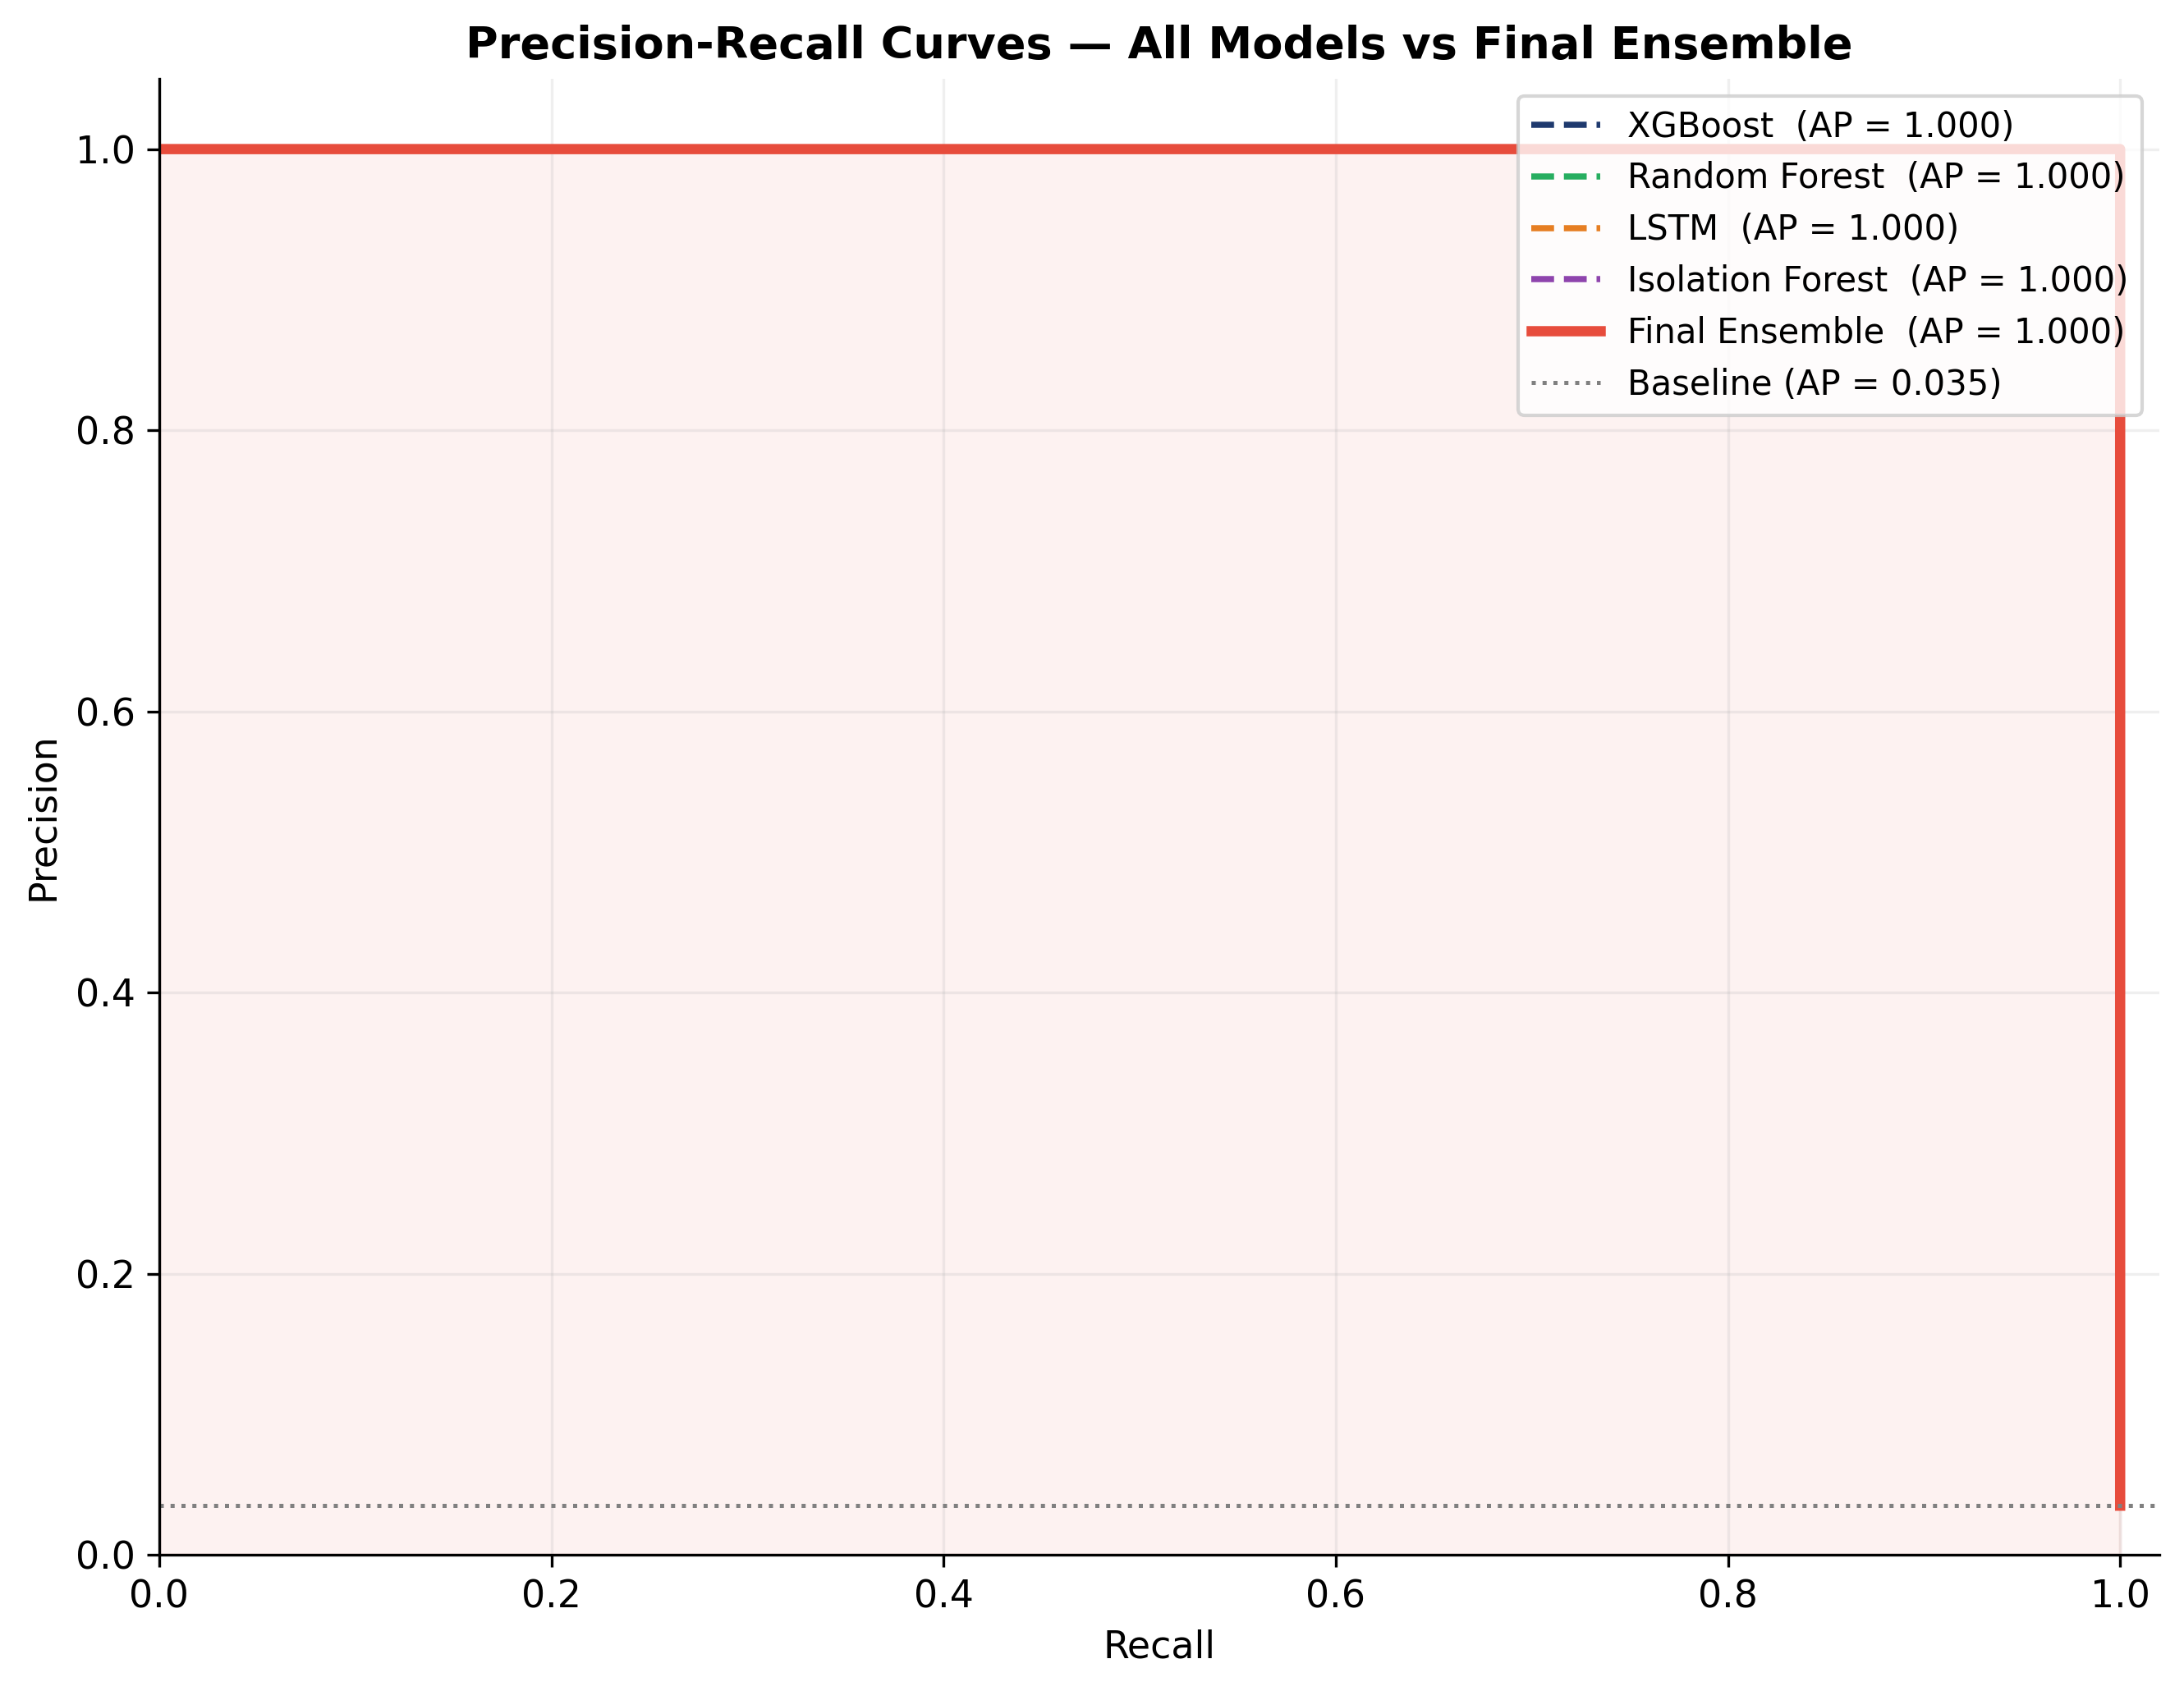 Precision-Recall Curves — All Models vs Final Ensemble
XGBoost (AP = 1.000)
Random Forest (AP = 1.000)
LSTM (AP = 1.000)
Isolation Forest (AP = 1.000)
Final Ensemble (AP = 1.000)
Baseline (AP = 0.035)
Precision
1.0
0.8
0.6
0.4
0.2
0.0
0.0 0.2 0.4 0.6 0.8 1.0
Recall